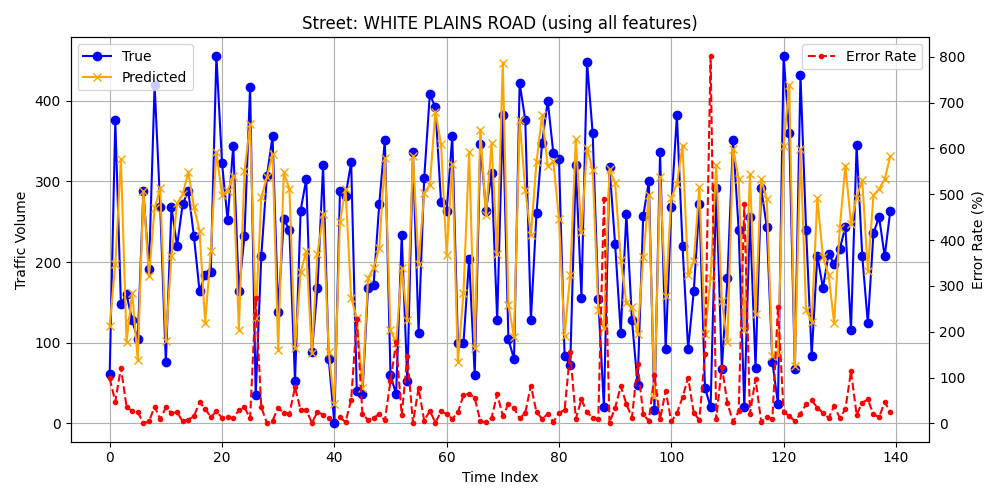 Street: WHITE PLAINS ROAD (using all features)
True
Predicted
Error Rate
Traffic Volume
400
300
200
100
0
800
700
600
500
400
300
200
100
0
Error Rate (%)
0 20 40 60 80 100 120 140
Time Index